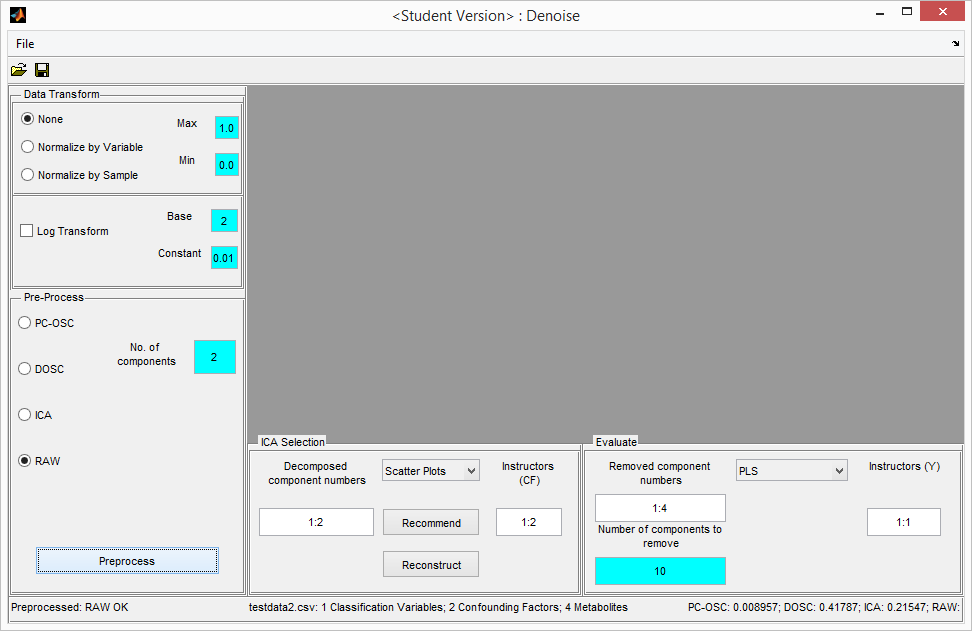 <Student Version> : Denoise
File
Data Transform
None
Max
1.0
Normalize by Variable
Min
0.0
Normalize by Sample
Base
2
Log Transform
Constant
0.01
Pre-Process
PC-OSC
No. of
components
2
DOSC
ICA
RAW
Preprocess
ICA Selection
Decomposed
component numbers
Scatter Plots
Instructors
(CF)
1:2
Recommend
1:2
Reconstruct
Evaluate
Removed component
numbers
PLS
Instructors (Y)
1:4
1:1
Number of components to
remove
10
Preprocessed: RAW OK
testdata2.csv: 1 Classification Variables; 2 Confounding Factors; 4 Metabolites
PC-OSC: 0.008957; DOSC: 0.41787; ICA: 0.21547; RAW: